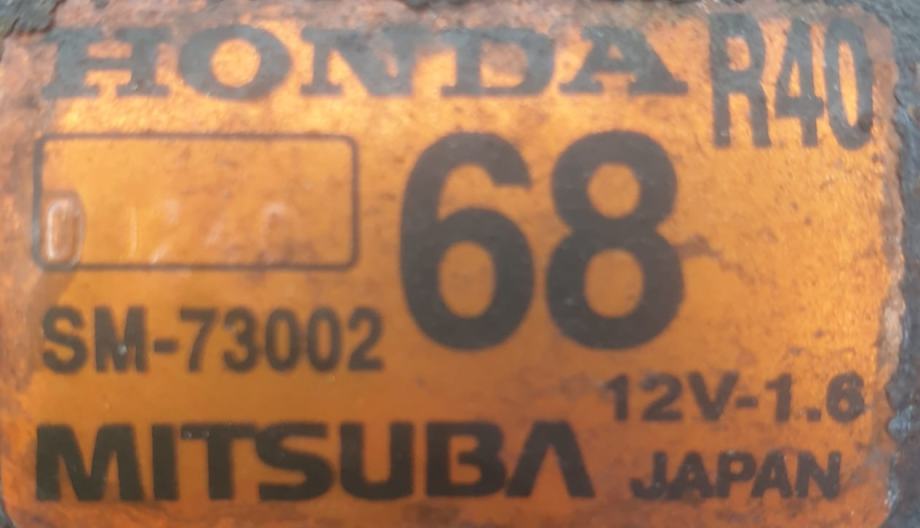 HONDA R40
68
SM-73002
12V-1.6
MITSUBA JAPAN